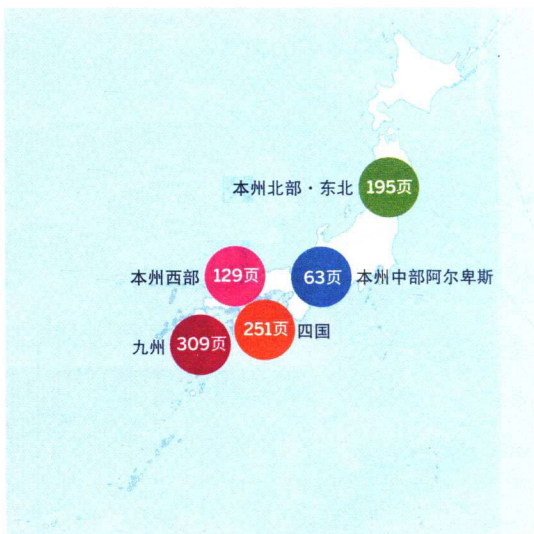 本州北部·东北 195页
本州西部 129页
63页 本州中部阿尔卑斯
251页 四国
九州 309页